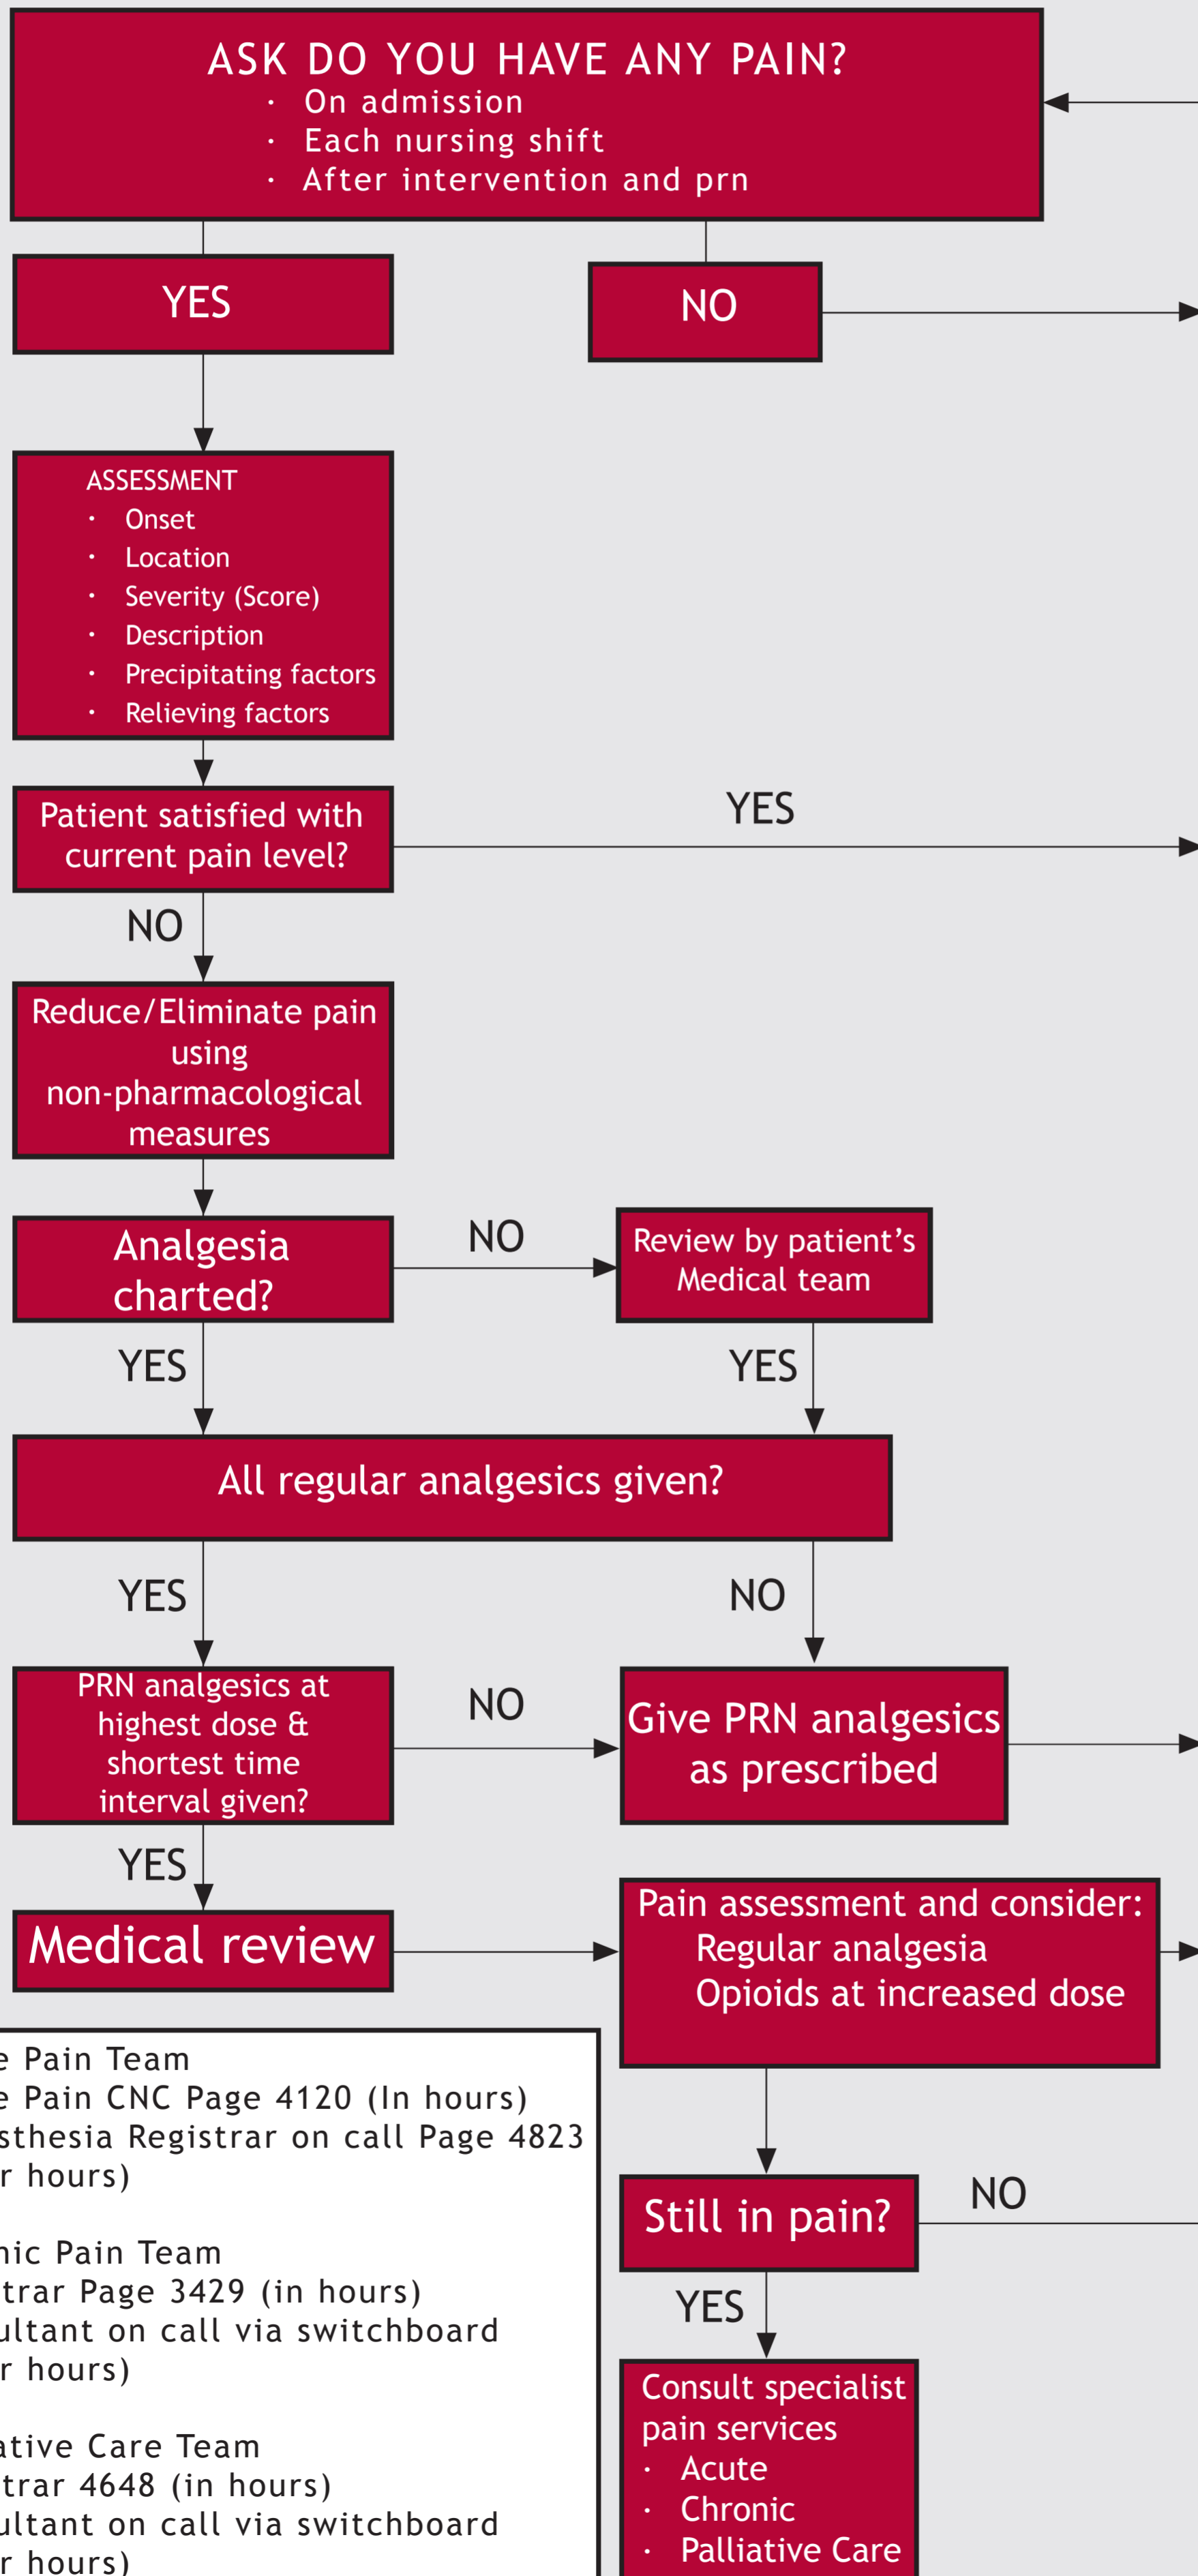 ASK DO YOU HAVE ANY PAIN?
· On admission
· Each nursing shift
· After intervention and prn
YES
NO
ASSESSMENT
· Onset
· Location
· Severity (Score)
· Description
· Precipitating factors
· Relieving factors
Patient satisfied with
current pain level?
YES
NO
Reduce/Eliminate pain
using
non-pharmacological
measures
Analgesia
charted?
NO
Review by patient's
Medical team
YES
YES
All regular analgesics given?
YES
NO
PRN analgesics at
highest dose &
shortest time
interval given?
NO
Give PRN analgesics
as prescribed
YES
Medical review
Pain assessment and consider:
Regular analgesia
Opioids at increased dose
e Pain Team
e Pain CNC Page 4120 (In hours)
sthesia Registrar on call Page 4823
r hours)
nic Pain Team
trar Page 3429 (in hours)
ultant on call via switchboard
r hours)
ative Care Team
trar 4648 (in hours)
ultant on call via switchboard
r hours)
Still in pain?
NO
YES
Consult specialist
pain services
· Acute
· Chronic
· Palliative Care